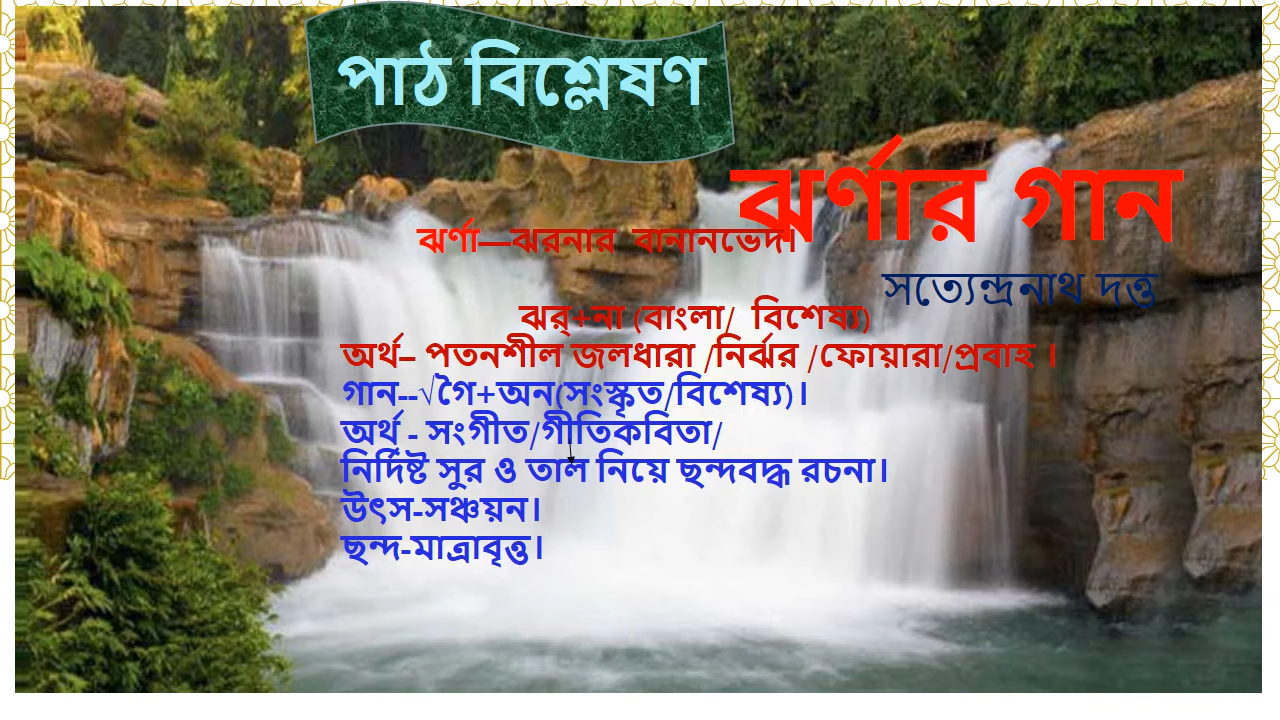 পাঠ বিশ্লেষণ
ঝর্ণার গান
ঝর্ণা—ঝরনার বানানভেদ।
সত্যেন্দ্রনাথ দত্ত
ঝর্+না (বাংলা/ বিশেষ্য)
অর্থ– পতনশীল জলধারা /নির্ঝর /ফোয়ারা/প্রবাহ ।
গান--√গৈ+অন(সংস্কৃত/বিশেষ্য)।
অর্থ - সংগীত/গীতিকবিতা/
নির্দিষ্ট সুর ও তাল নিয়ে ছন্দবদ্ধ রচনা।
উৎস-সঞ্চয়ন।
ছন্দ-মাত্রাবৃত্ত।